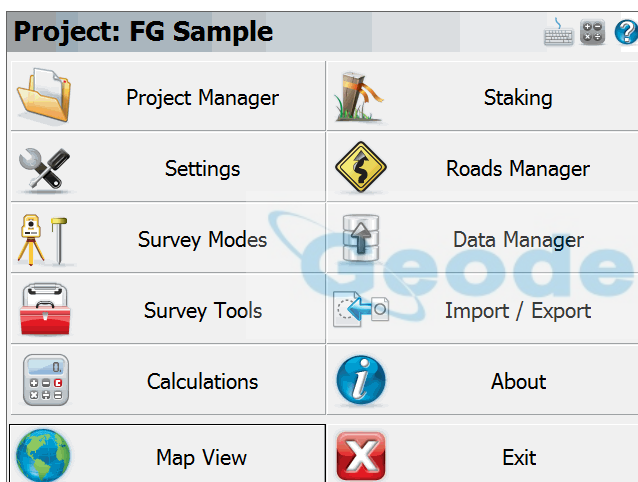 Project: FG Sample
Project Manager
Staking
Settings
Roads Manager
Survey Modes
Data Manager
Survey Tools
Import / Export
Calculations
About
Map View
Exit
Geode